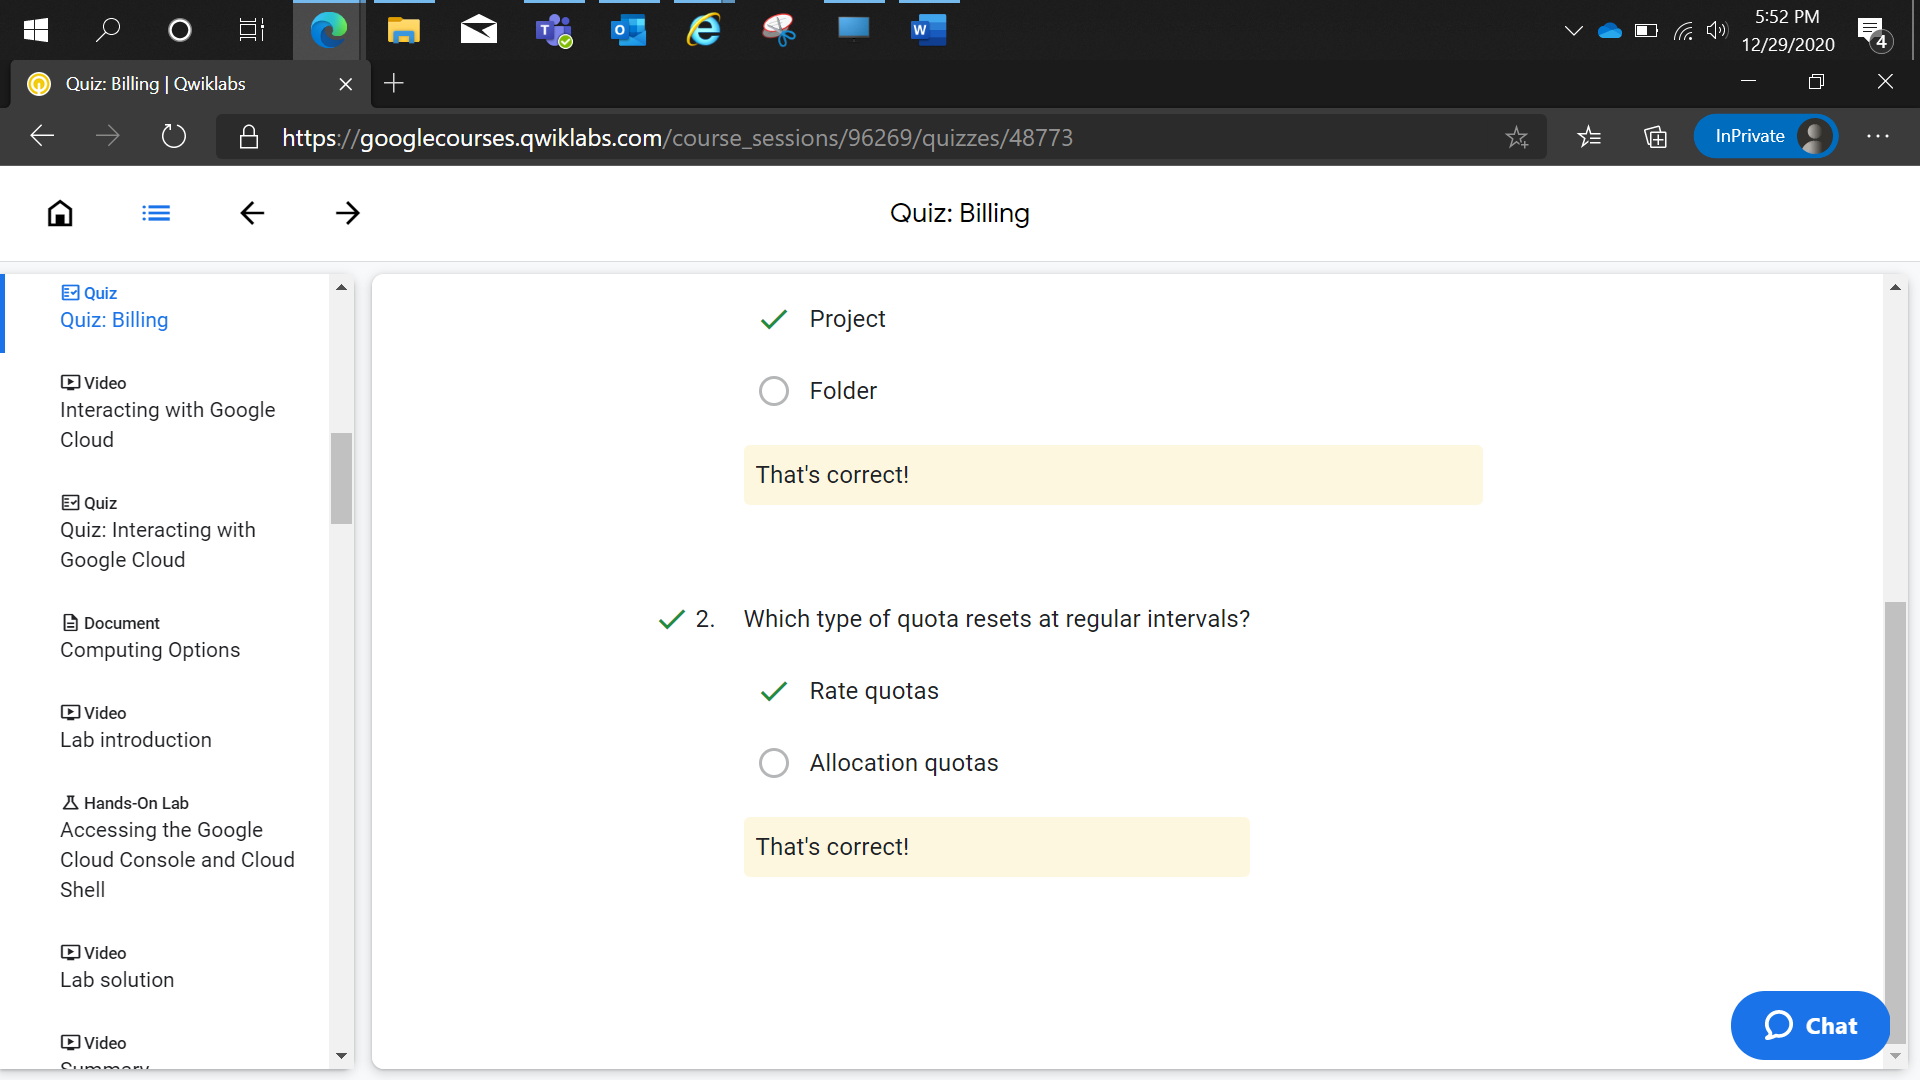 5:52 PM
12/29/2020
4
Quiz: Billing | Qwiklabs
https://googlecourses.qwiklabs.com/course_sessions/96269/quizzes/48773
InPrivate
Quiz: Billing
Quiz
Quiz: Billing
Video
Interacting with Google
Cloud
Quiz
Quiz: Interacting with
Google Cloud
Document
Computing Options
Video
Lab introduction
Hands-On Lab
Accessing the Google
Cloud Console and Cloud
Shell
Video
Lab solution
Video
Summary
Project
Folder
That's correct!
2. Which type of quota resets at regular intervals?
Rate quotas
Allocation quotas
That's correct!
Chat